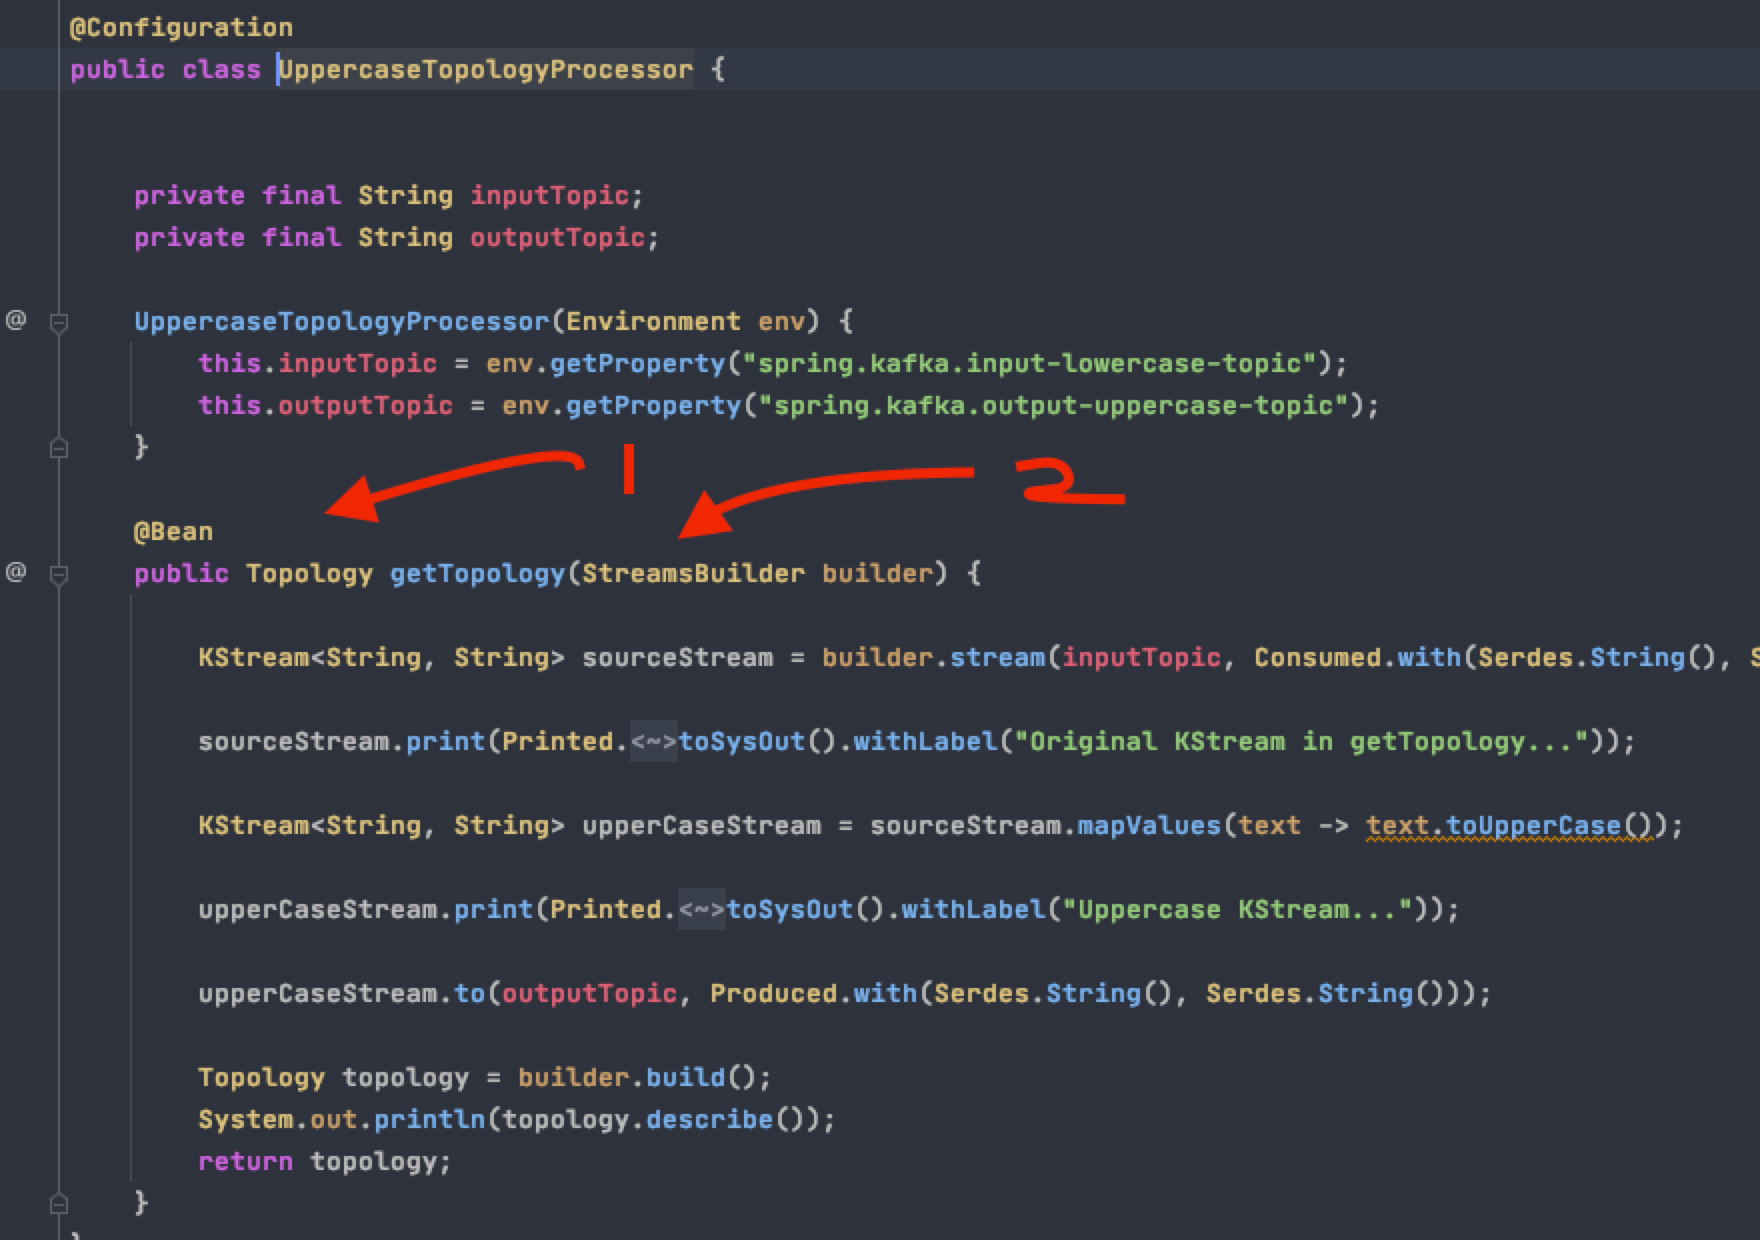 @Configuration
public class UppercaseTopologyProcessor {
private final String inputTopic;
private final String outputTopic;
@ UppercaseTopologyProcessor(Environment env) {
this.inputTopic = env.getProperty("spring.kafka.input-lowercase-topic");
this.outputTopic = env.getProperty("spring.kafka.output-uppercase-topic");
}
1 2
@Bean
@ public Topology getTopology(StreamsBuilder builder) {
KStream<String, String> sourceStream = builder.stream(inputTopic, Consumed.with(Serdes.String(), S
sourceStream.print(Printed.<~>toSysOut().withLabel("Original KStream in getTopology..."));
KStream<String, String> upperCaseStream = sourceStream.mapValues(text -> text.toUpperCase());
upperCaseStream.print(Printed.<~>toSysOut().withLabel("Uppercase KStream..."));
upperCaseStream.to(outputTopic, Produced.with(Serdes.String(), Serdes.String()));
Topology topology = builder.build();
System.out.println(topology.describe());
return topology;
}
}